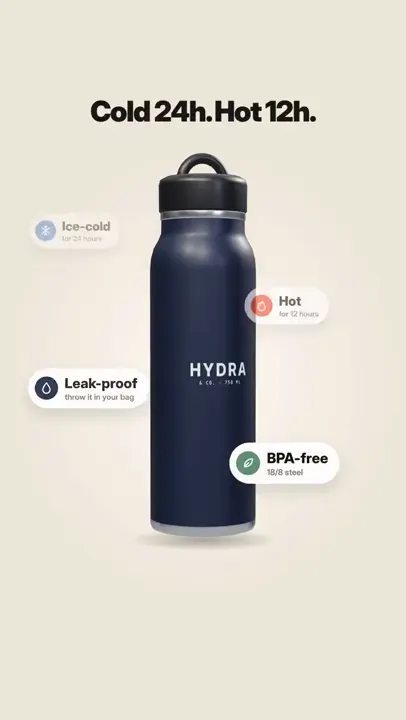 Cold 24h. Hot 12h.
Ice-cold
for 24 hours
Hot
for 12 hours
HYDRA
& CO. · 750 ML
Leak-proof
throw it in your bag
BPA-free
18/8 steel